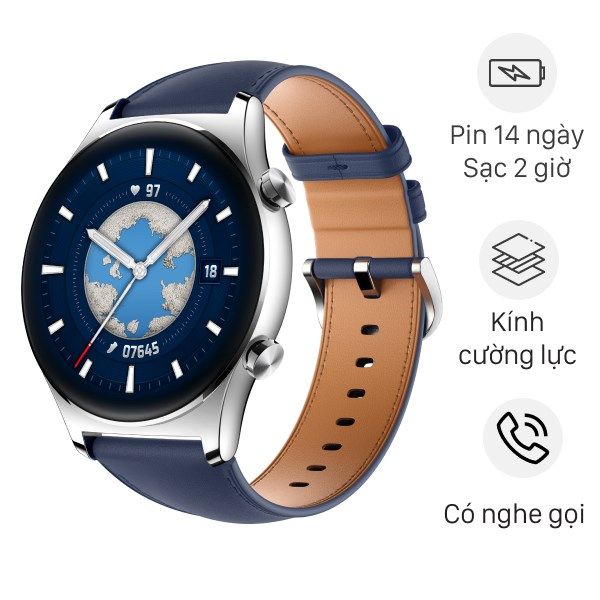 97
18
07645
Pin 14 ngày
Sạc 2 giờ
Kính
cường lực
Có nghe gọi